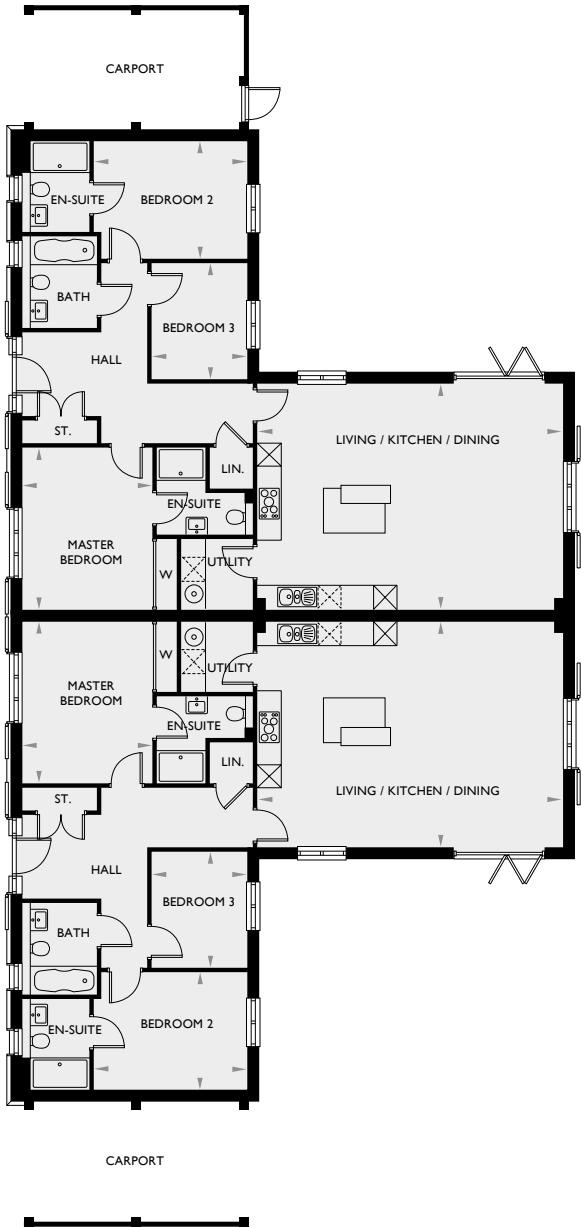 CARPORT
EN-SUITE
BEDROOM 2
BATH
BEDROOM 3
HALL
ST.
LIVING / KITCHEN / DINING
LIN.
EN-SUITE
MASTER
BEDROOM
W
UTILITY
W
UTILITY
MASTER
BEDROOM
EN-SUITE
LIN.
ST.
LIVING / KITCHEN / DINING
HALL
BEDROOM 3
BATH
EN-SUITE
BEDROOM 2
CARPORT